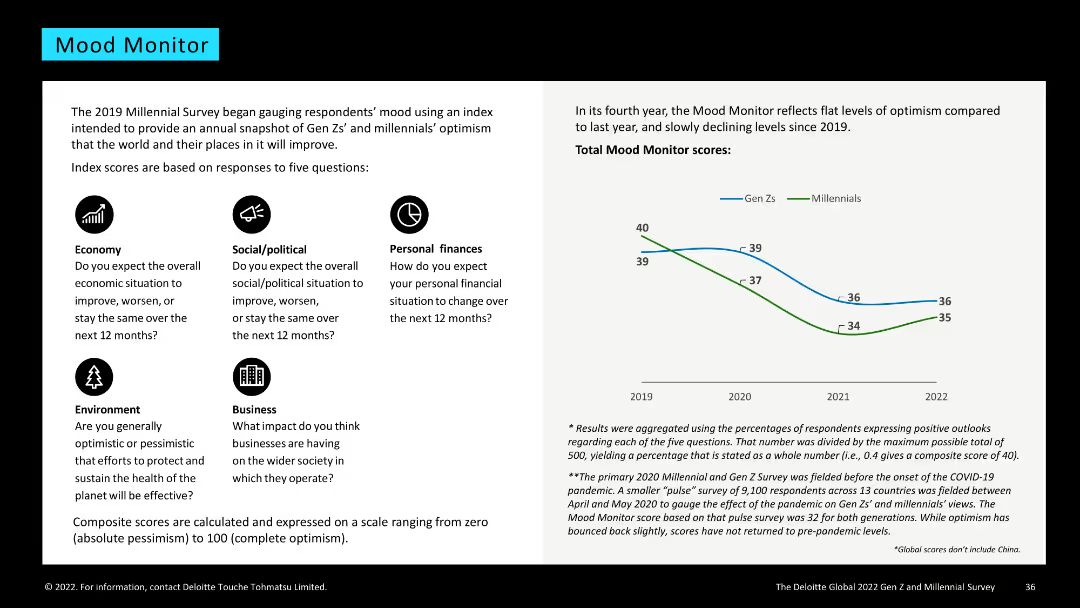 Mood Monitor
The 2019 Millennial Survey began gauging respondents’ mood using an index
intended to provide an annual snapshot of Gen Zs’ and millennials’ optimism
that the world and their places in it will improve.
Index scores are based on responses to five questions:
Economy
Do you expect the overall
economic situation to
improve, worsen, or
stay the same over the
next 12 months?
Social/political
Do you expect the overall
social/political situation to
improve, worsen,
or stay the same over
the next 12 months?
Personal finances
How do you expect
your personal financial
situation to change over
the next 12 months?
Environment
Are you generally
optimistic or pessimistic
that efforts to protect and
sustain the health of the
planet will be effective?
Business
What impact do you think
businesses are having
on the wider society in
which they operate?
Composite scores are calculated and expressed on a scale ranging from zero
(absolute pessimism) to 100 (complete optimism).
In its fourth year, the Mood Monitor reflects flat levels of optimism compared
to last year, and slowly declining levels since 2019.
Total Mood Monitor scores:
Gen Zs Millennials
40
39
39
37
36
34
36
35
2019 2020 2021 2022
* Results were aggregated using the percentages of respondents expressing positive outlooks
regarding each of the five questions. That number was divided by the maximum possible total of
500, yielding a percentage that is stated as a whole number (i.e., 0.4 gives a composite score of 40).
**The primary 2020 Millennial and Gen Z Survey was fielded before the onset of the COVID-19
pandemic. A smaller “pulse” survey of 9,100 respondents across 13 countries was fielded between
April and May 2020 to gauge the effect of the pandemic on Gen Zs’ and millennials’ views. The
Mood Monitor score based on that pulse survey was 32 for both generations. While optimism has
bounced back slightly, scores have not returned to pre-pandemic levels.
*Global scores don’t include China.
© 2022. For information, contact Deloitte Touche Tohmatsu Limited.
The Deloitte Global 2022 Gen Z and Millennial Survey 36